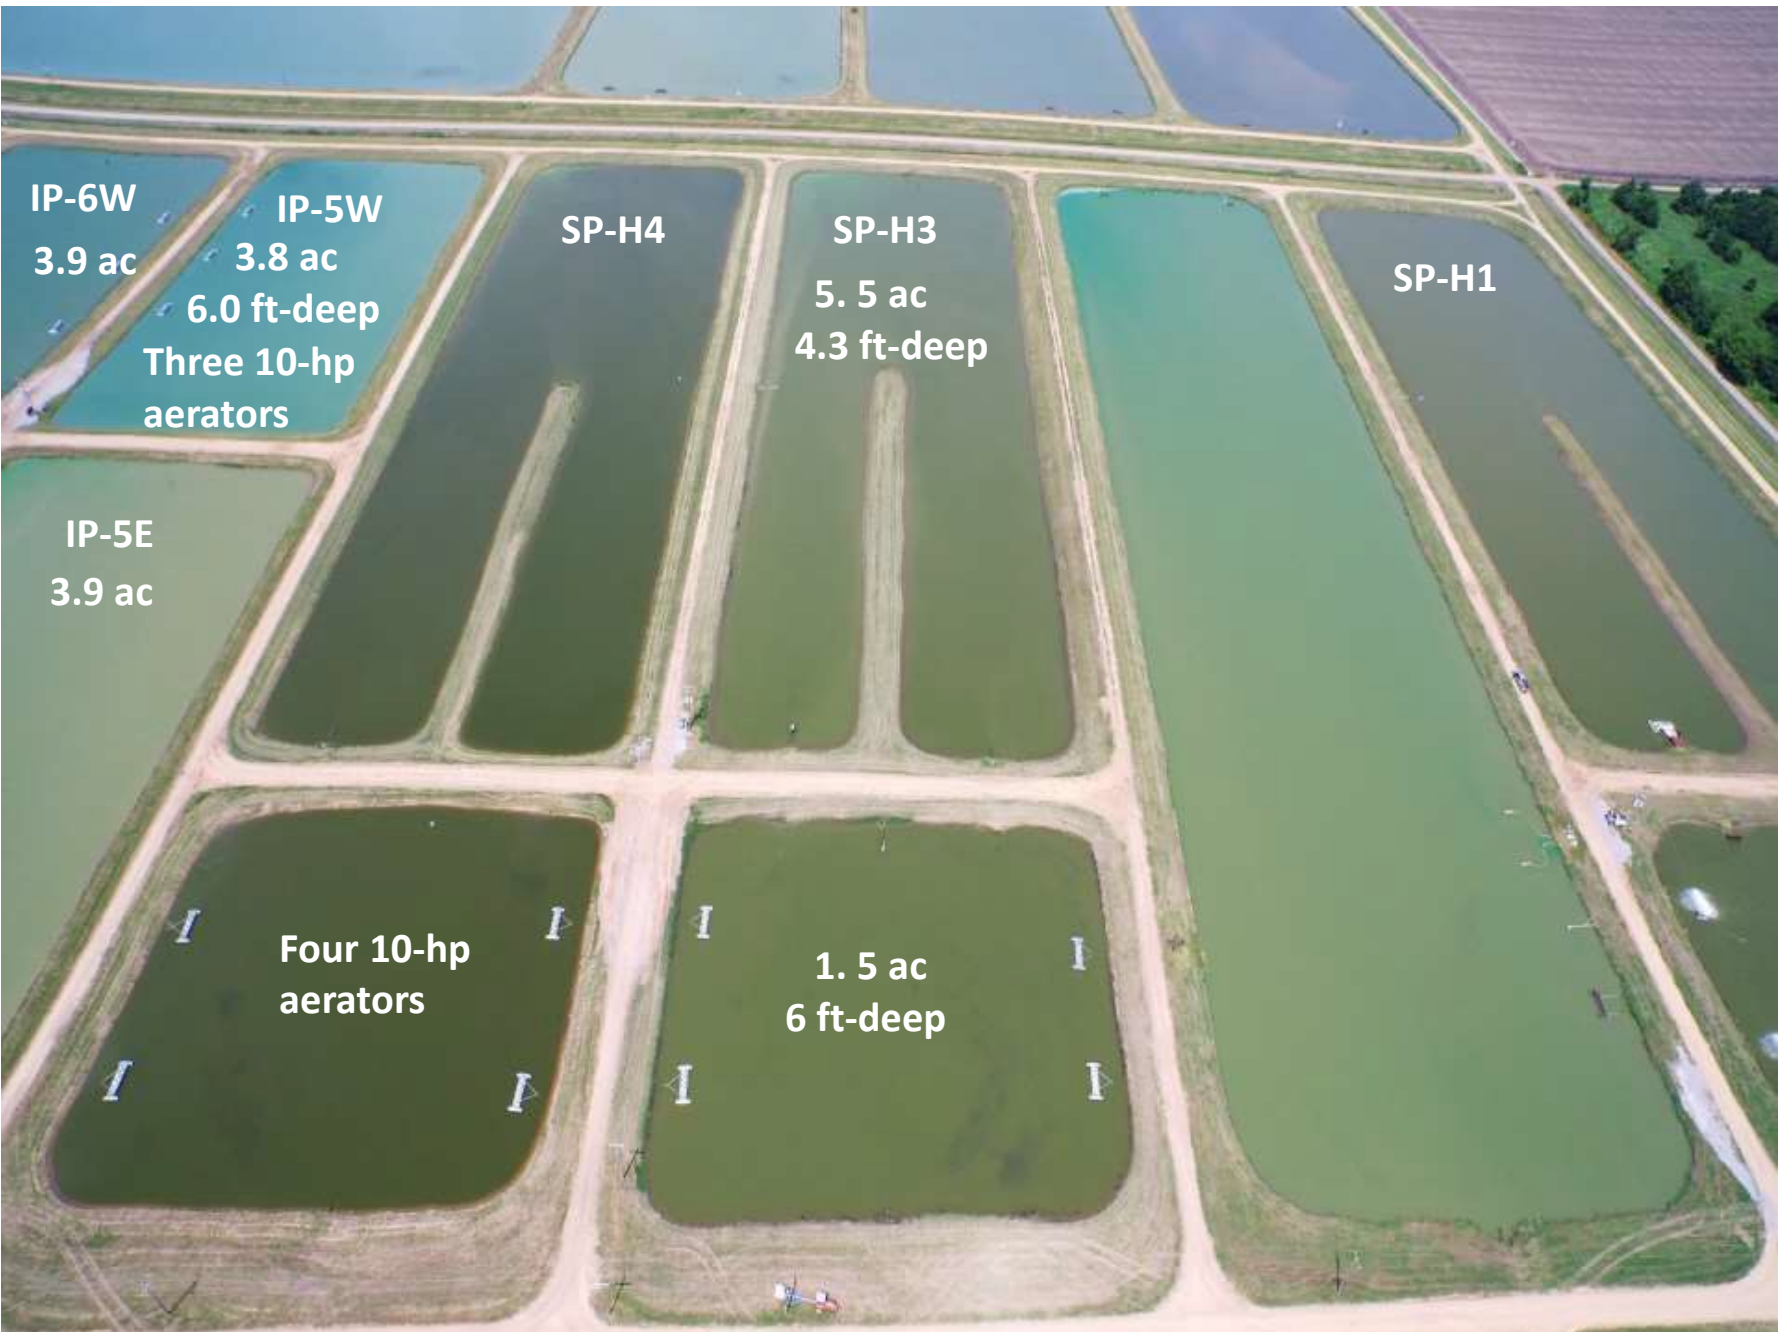 IP-6W
3.9 ac
IP-5W
3.8 ac
6.0 ft-deep
Three 10-hp
aerators
SP-H4
SP-H3
5. 5 ac
4.3 ft-deep
SP-H1
IP-5E
3.9 ac
Four 10-hp
aerators
1. 5 ac
6 ft-deep